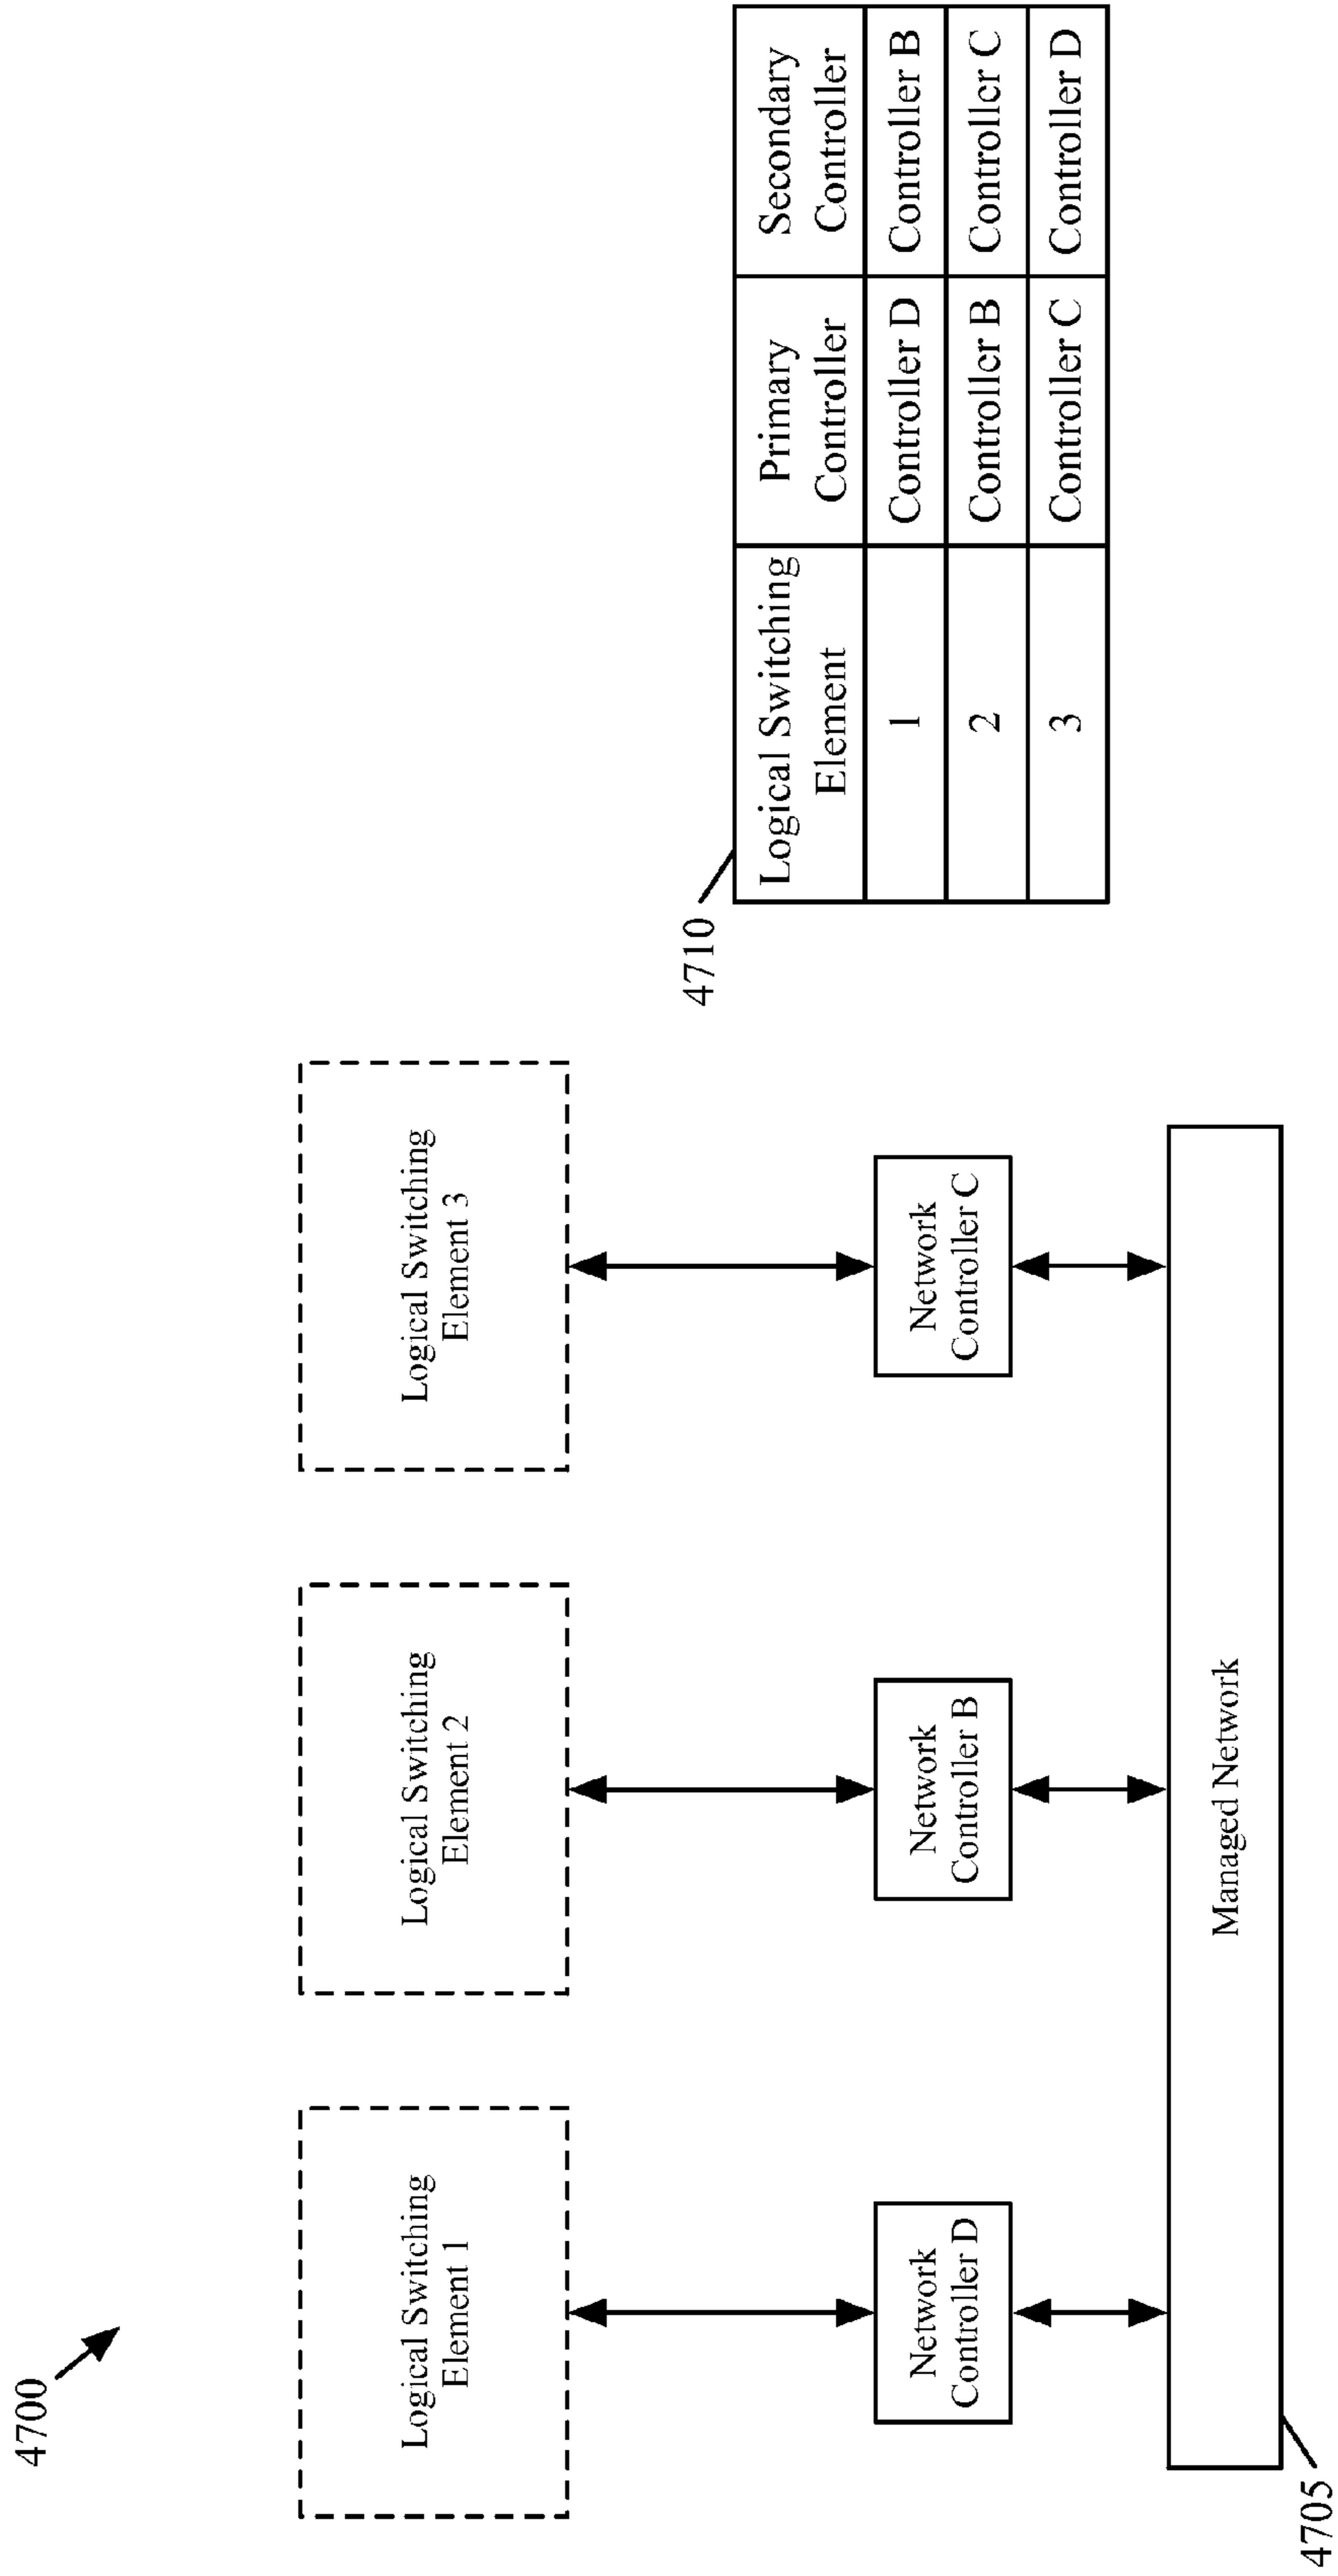 4700
Logical Switching
Element 1
Logical Switching
Element 2
Logical Switching
Element 3
Network
Controller D
Network
Controller B
Network
Controller C
Managed Network
4705
4710
Logical Switching
Element
Primary
Controller
Secondary
Controller
1
Controller D
Controller B
2
Controller B
Controller C
3
Controller C
Controller D